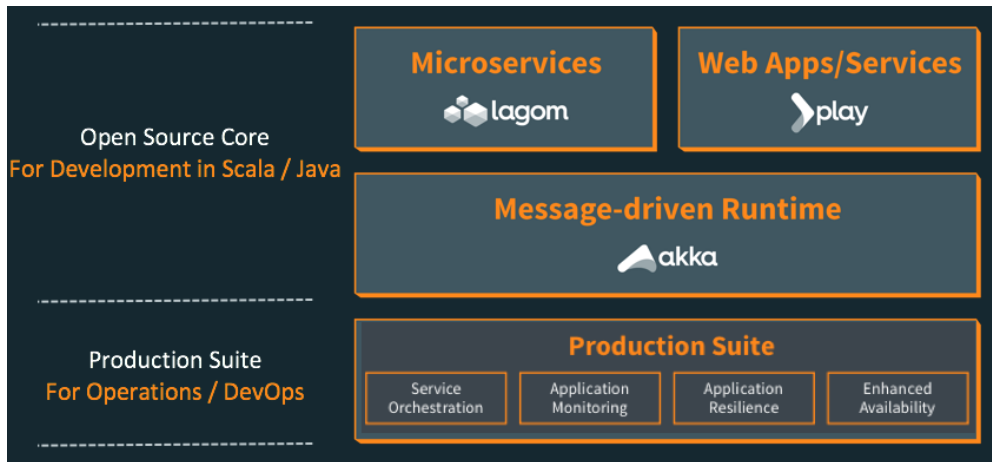 Open Source Core
For Development in Scala / Java
Microservices
lagom
Web Apps/Services
play
Message-driven Runtime
akka
Production Suite
For Operations / DevOps
Production Suite
Service
Orchestration
Application
Monitoring
Application
Resilience
Enhanced
Availability